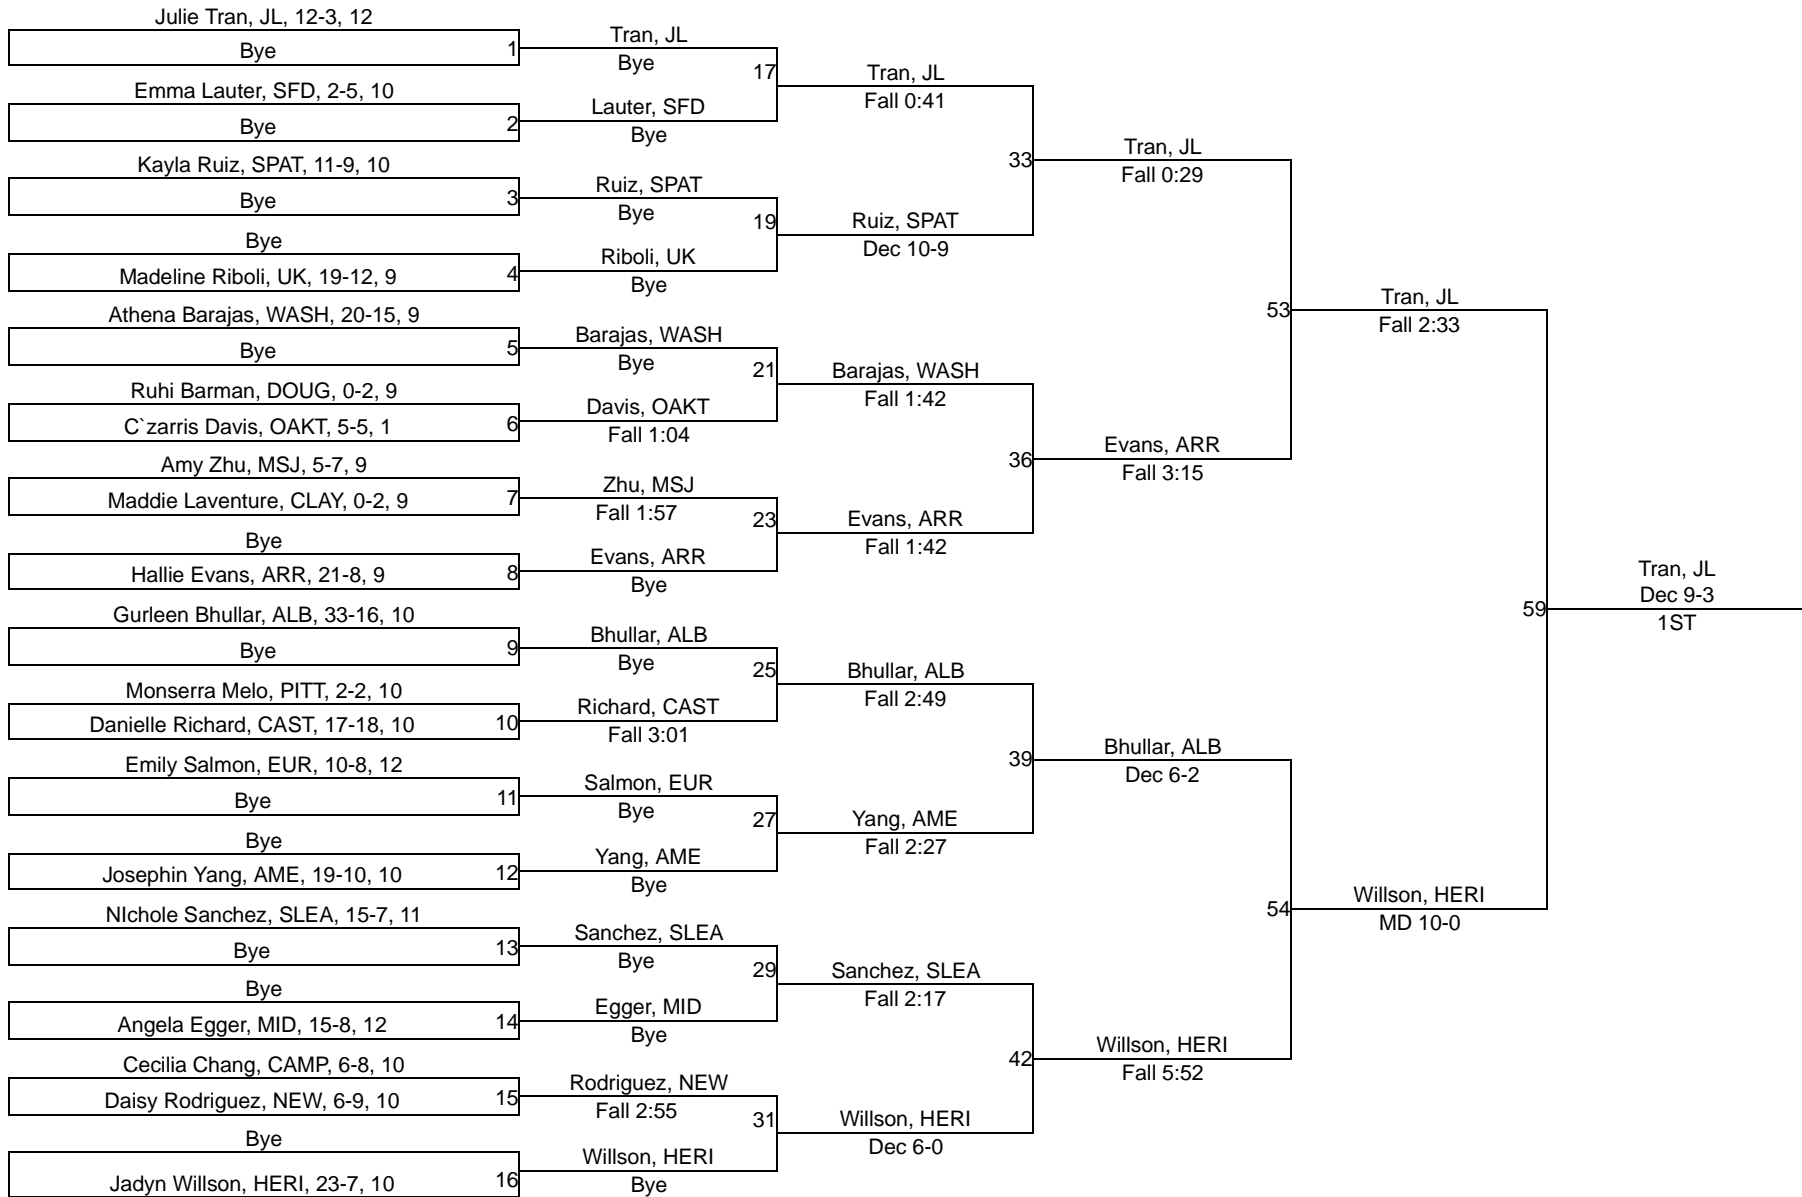 Julie Tran, JL, 12-3, 12
Bye
1
Emma Lauter, SFD, 2-5, 10
Bye
2
Kayla Ruiz, SPAT, 11-9, 10
Bye
3
Bye
Madeline Riboli, UK, 19-12, 9
4
Athena Barajas, WASH, 20-15, 9
Bye
5
Ruhi Barman, DOUG, 0-2, 9
C`zarris Davis, OAKT, 5-5, 1
6
Amy Zhu, MSJ, 5-7, 9
Maddie Laventure, CLAY, 0-2, 9
7
Bye
Hallie Evans, ARR, 21-8, 9
8
Gurleen Bhullar, ALB, 33-16, 10
Bye
9
Monserra Melo, PITT, 2-2, 10
Danielle Richard, CAST, 17-18, 10
10
Emily Salmon, EUR, 10-8, 12
Bye
11
Bye
Josephin Yang, AME, 19-10, 10
12
NIchole Sanchez, SLEA, 15-7, 11
Bye
13
Bye
Angela Egger, MID, 15-8, 12
14
Cecilia Chang, CAMP, 6-8, 10
Daisy Rodriguez, NEW, 6-9, 10
15
Bye
Jadyn Willson, HERI, 23-7, 10
16
Tran, JL
Bye
17
Lauter, SFD
Bye
Ruiz, SPAT
Bye
19
Riboli, UK
Bye
Barajas, WASH
Bye
21
Davis, OAKT
Fall 1:04
Zhu, MSJ
Fall 1:57
23
Evans, ARR
Bye
Bhullar, ALB
Bye
25
Richard, CAST
Fall 3:01
Salmon, EUR
Bye
27
Yang, AME
Bye
Sanchez, SLEA
Bye
29
Egger, MID
Bye
Rodriguez, NEW
Fall 2:55
31
Willson, HERI
Bye
Tran, JL
Fall 0:41
33
Ruiz, SPAT
Dec 10-9
Barajas, WASH
Fall 1:42
36
Evans, ARR
Fall 1:42
Bhullar, ALB
Fall 2:49
39
Yang, AME
Fall 2:27
Sanchez, SLEA
Fall 2:17
42
Willson, HERI
Dec 6-0
Tran, JL
Fall 0:29
53
Evans, ARR
Fall 3:15
Bhullar, ALB
Dec 6-2
54
Willson, HERI
Fall 5:52
Tran, JL
Fall 2:33
59
Willson, HERI
MD 10-0
Tran, JL
Dec 9-3
1ST